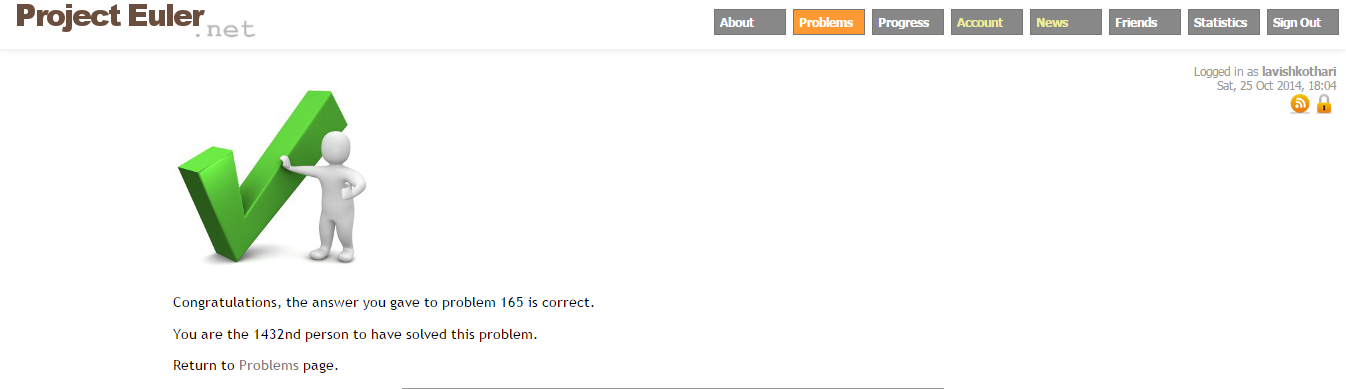 Project Euler
.net
About Problems Progress Account News Friends Statistics Sign Out
Logged in as lavishkothari
Sat, 25 Oct 2014, 18:04
Congratulations, the answer you gave to problem 165 is correct.
You are the 1432nd person to have solved this problem.
Return to Problems page.